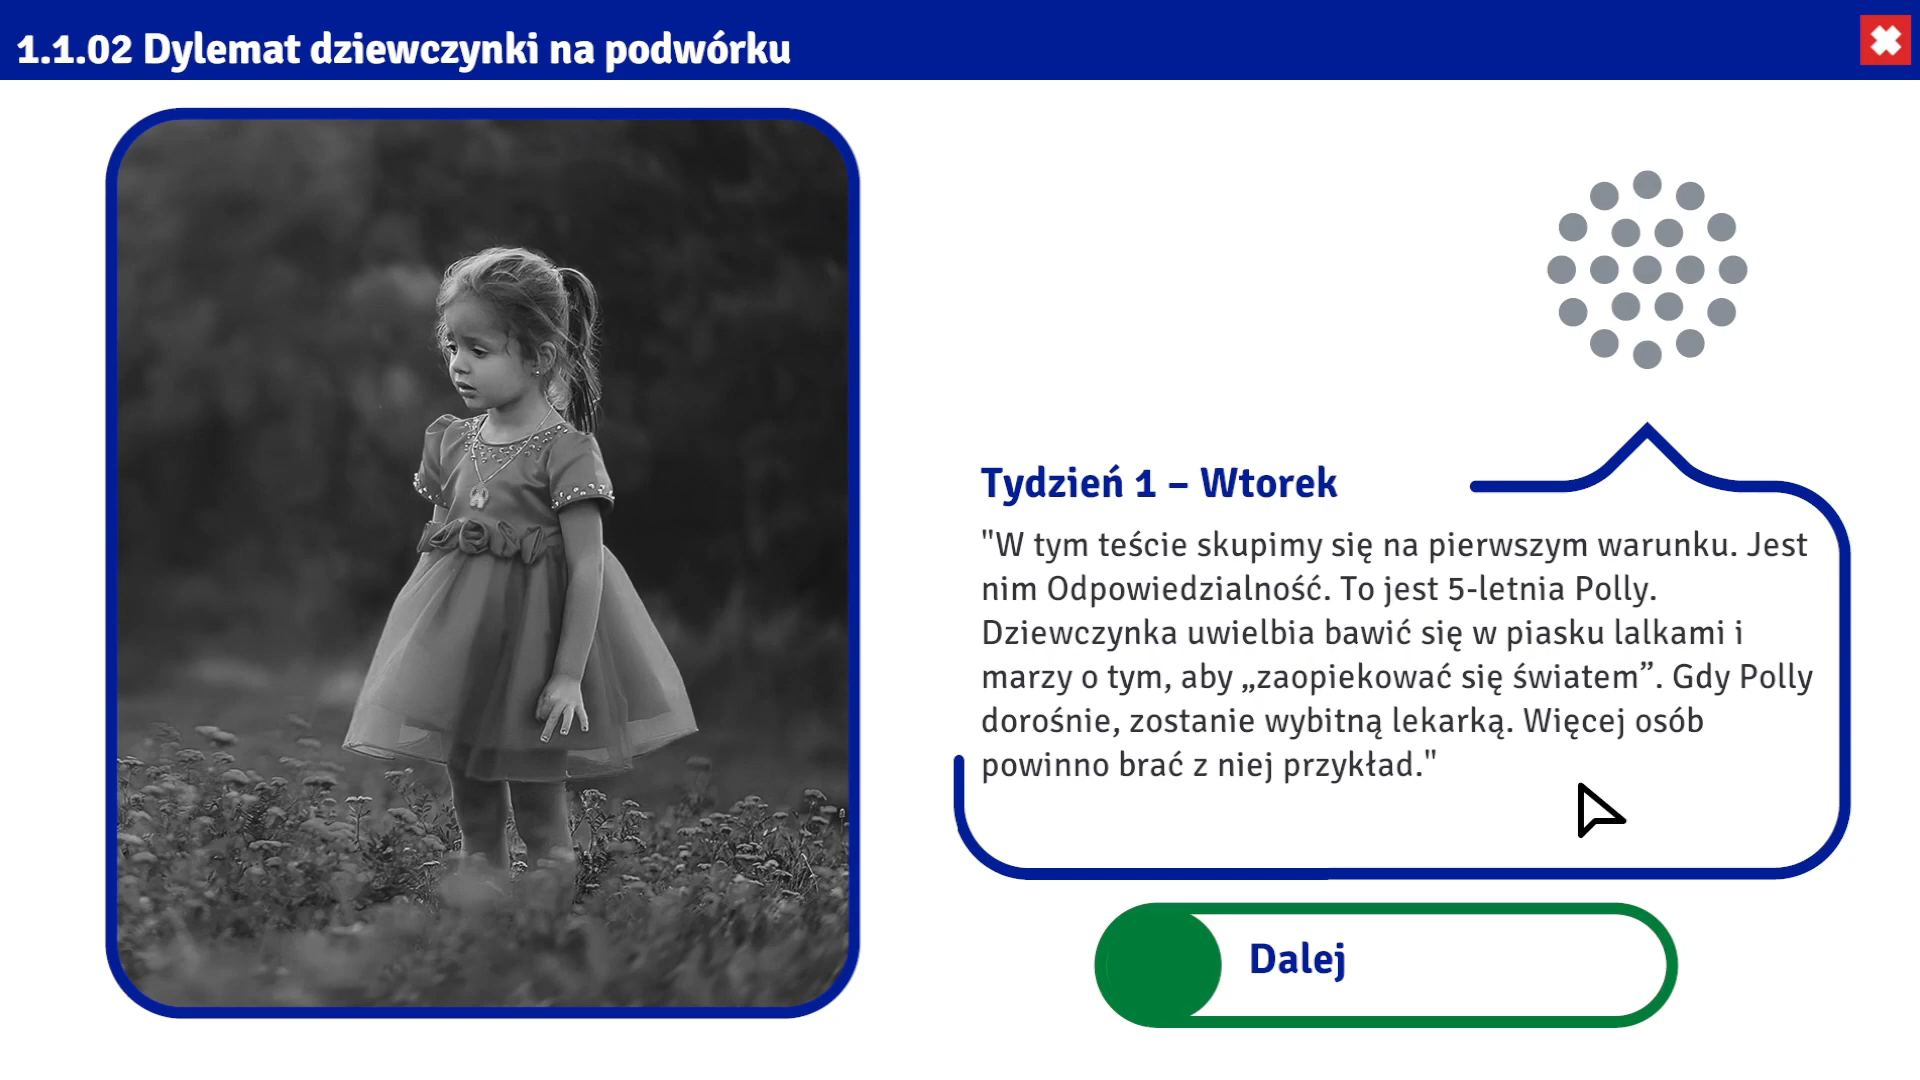 1.1.02 Dylemat dziewczynki na podwórku
Tydzień 1 – Wtorek
"W tym teście skupimy się na pierwszym warunku. Jest
nim Odpowiedzialność. To jest 5-letnia Polly.
Dziewczynka uwielbia bawić się w piasku lalkami i
marzy o tym, aby „zaopiekować się światem”. Gdy Polly
dorośnie, zostanie wybitną lekarką. Więcej osób
powinno brać z niej przykład."
Dalej